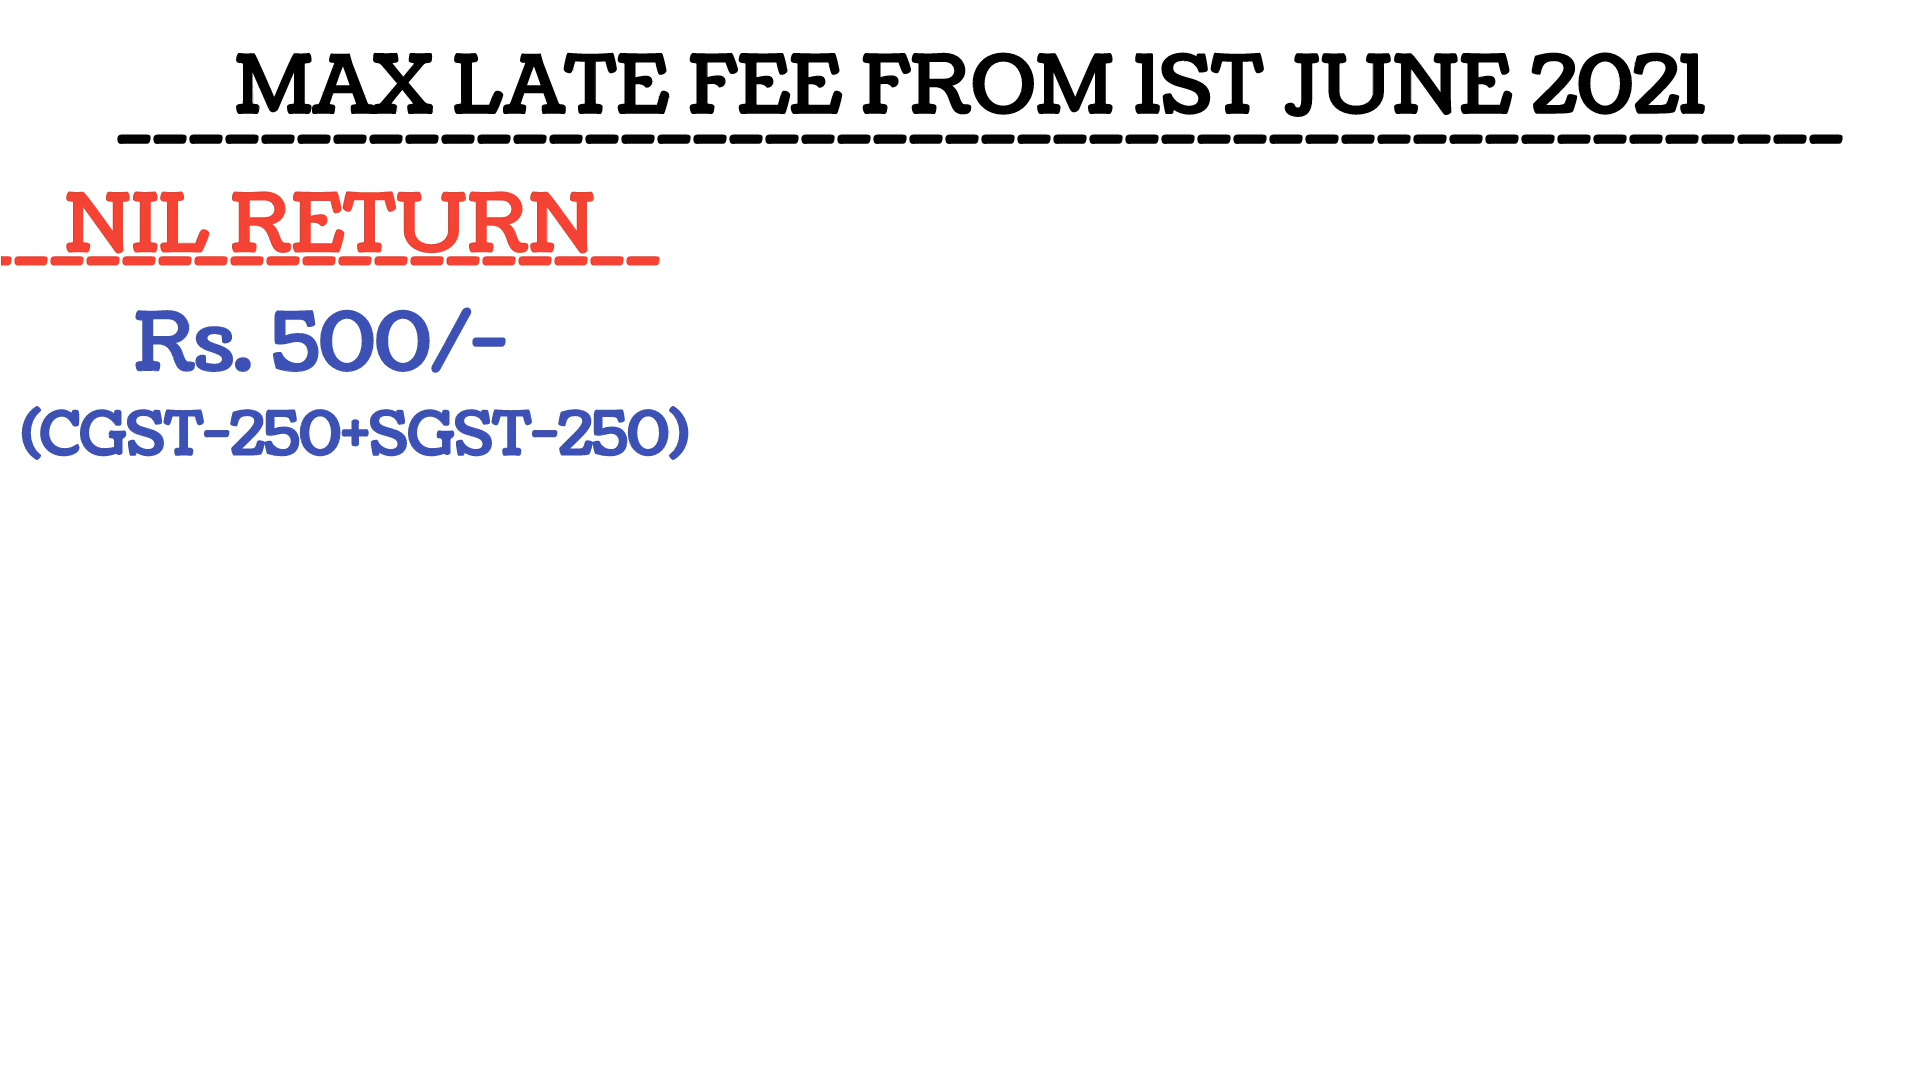 MAX LATE FEE FROM 1ST JUNE 2021
NIL RETURN
Rs. 500/-
(CGST-250+SGST-250)